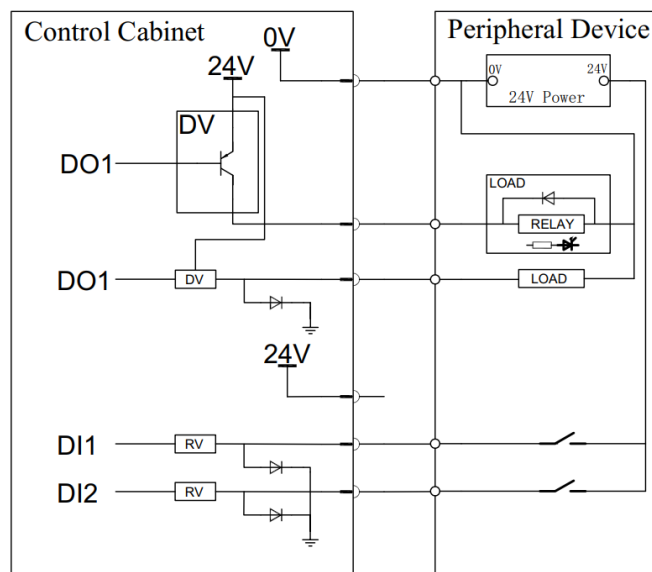 Control Cabinet
Peripheral Device
0V
24V
0V
24V
24V Power
DV
DO1
LOAD
RELAY
DO1
DV
LOAD
24V
DI1
RV
DI2
RV